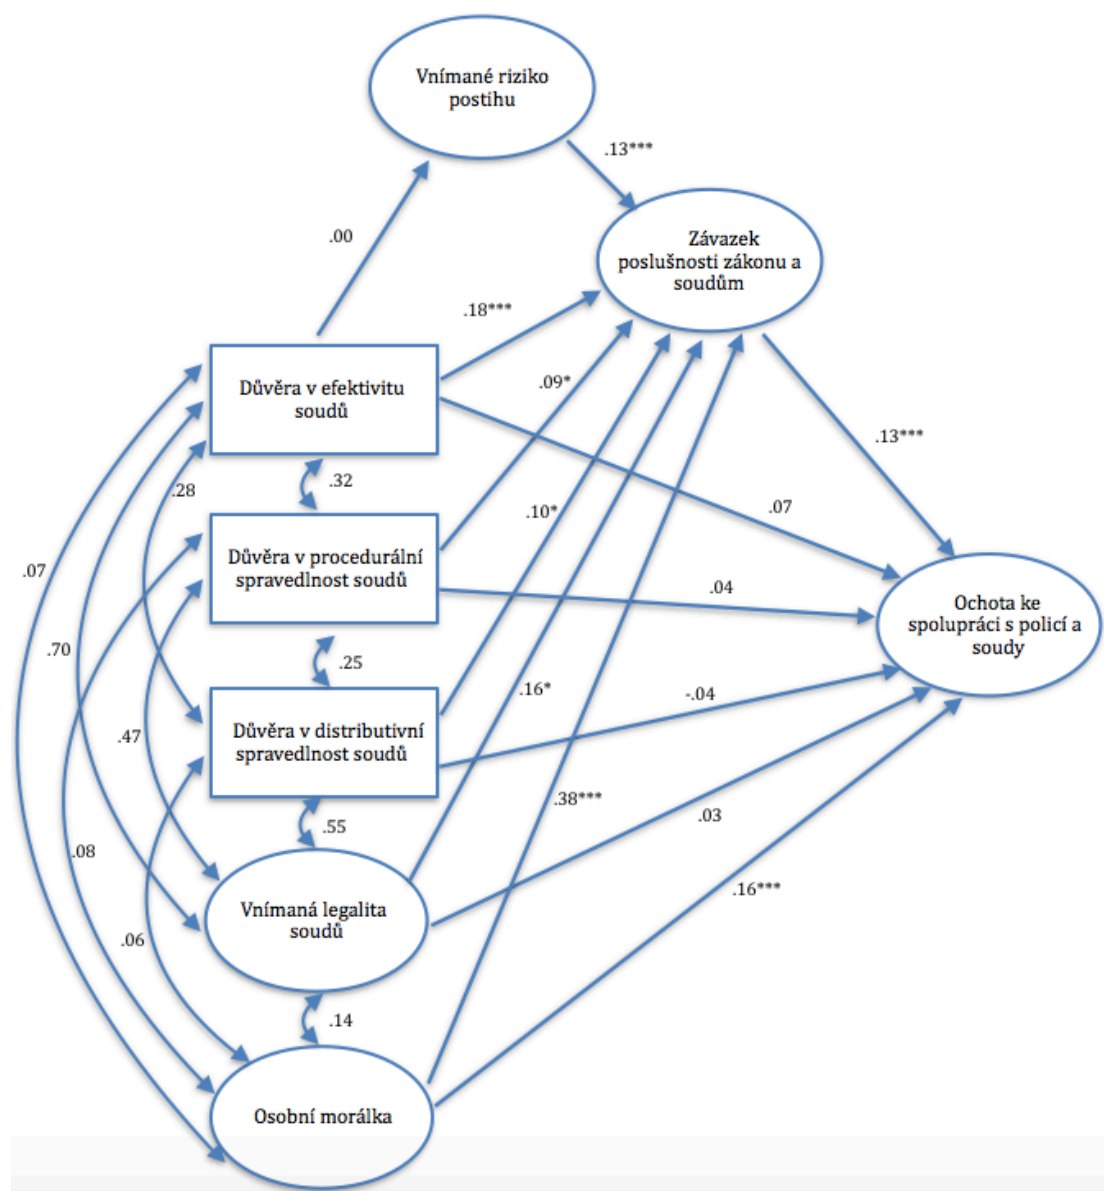 Vnímané riziko
postihu
.13***
Závazek
poslušnosti zákonu a
soudům
.00
.18***
Důvěra v efektivitu
soudů
.09*
.13***
.32
.28
.10*
.07
Důvěra v procedurální
spravedlnost soudů
.07
.04
Ochota ke
spolupráci s policí a
soudy
.70
.25
.16*
-.04
.47
Důvěra v distributivní
spravedlnost soudů
.38***
.03
.55
.08
.16***
Vnímaná legalita
soudů
.06
.14
Osobní morálka